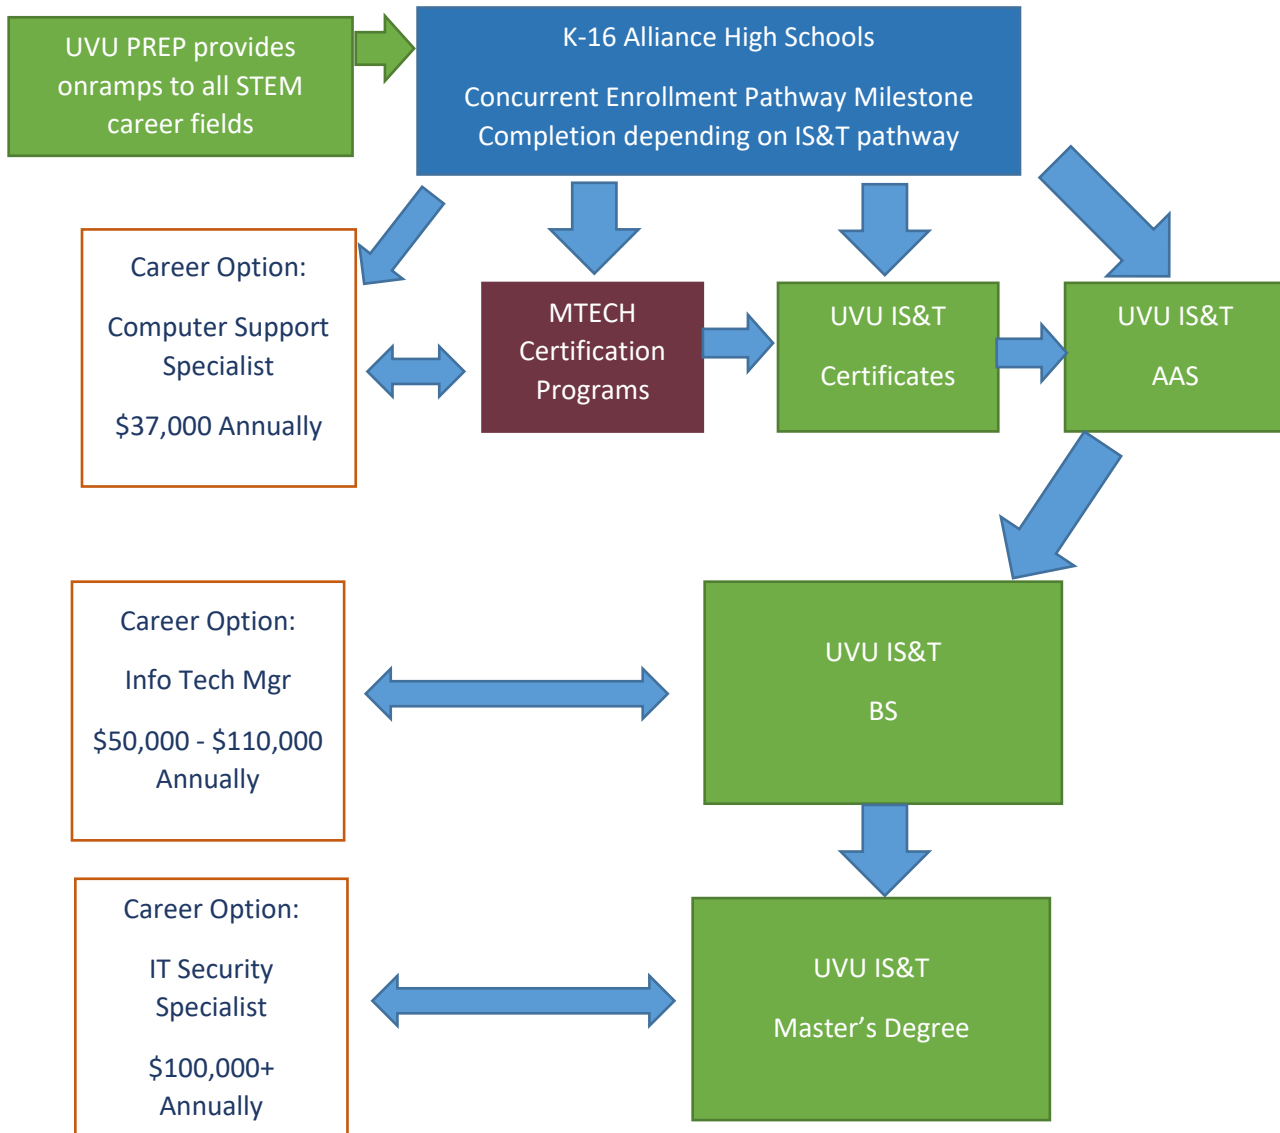 UVU PREP provides
onramps to all STEM
career fields
K-16 Alliance High Schools
Concurrent Enrollment Pathway Milestone
Completion depending on IS&T pathway
Career Option:
Computer Support
Specialist
$37,000 Annually
MTECH
Certification
Programs
UVU IS&T
Certificates
UVU IS&T
AAS
Career Option:
Info Tech Mgr
$50,000 - $110,000
Annually
UVU IS&T
BS
Career Option:
IT Security
Specialist
$100,000+
Annually
UVU IS&T
Master’s Degree